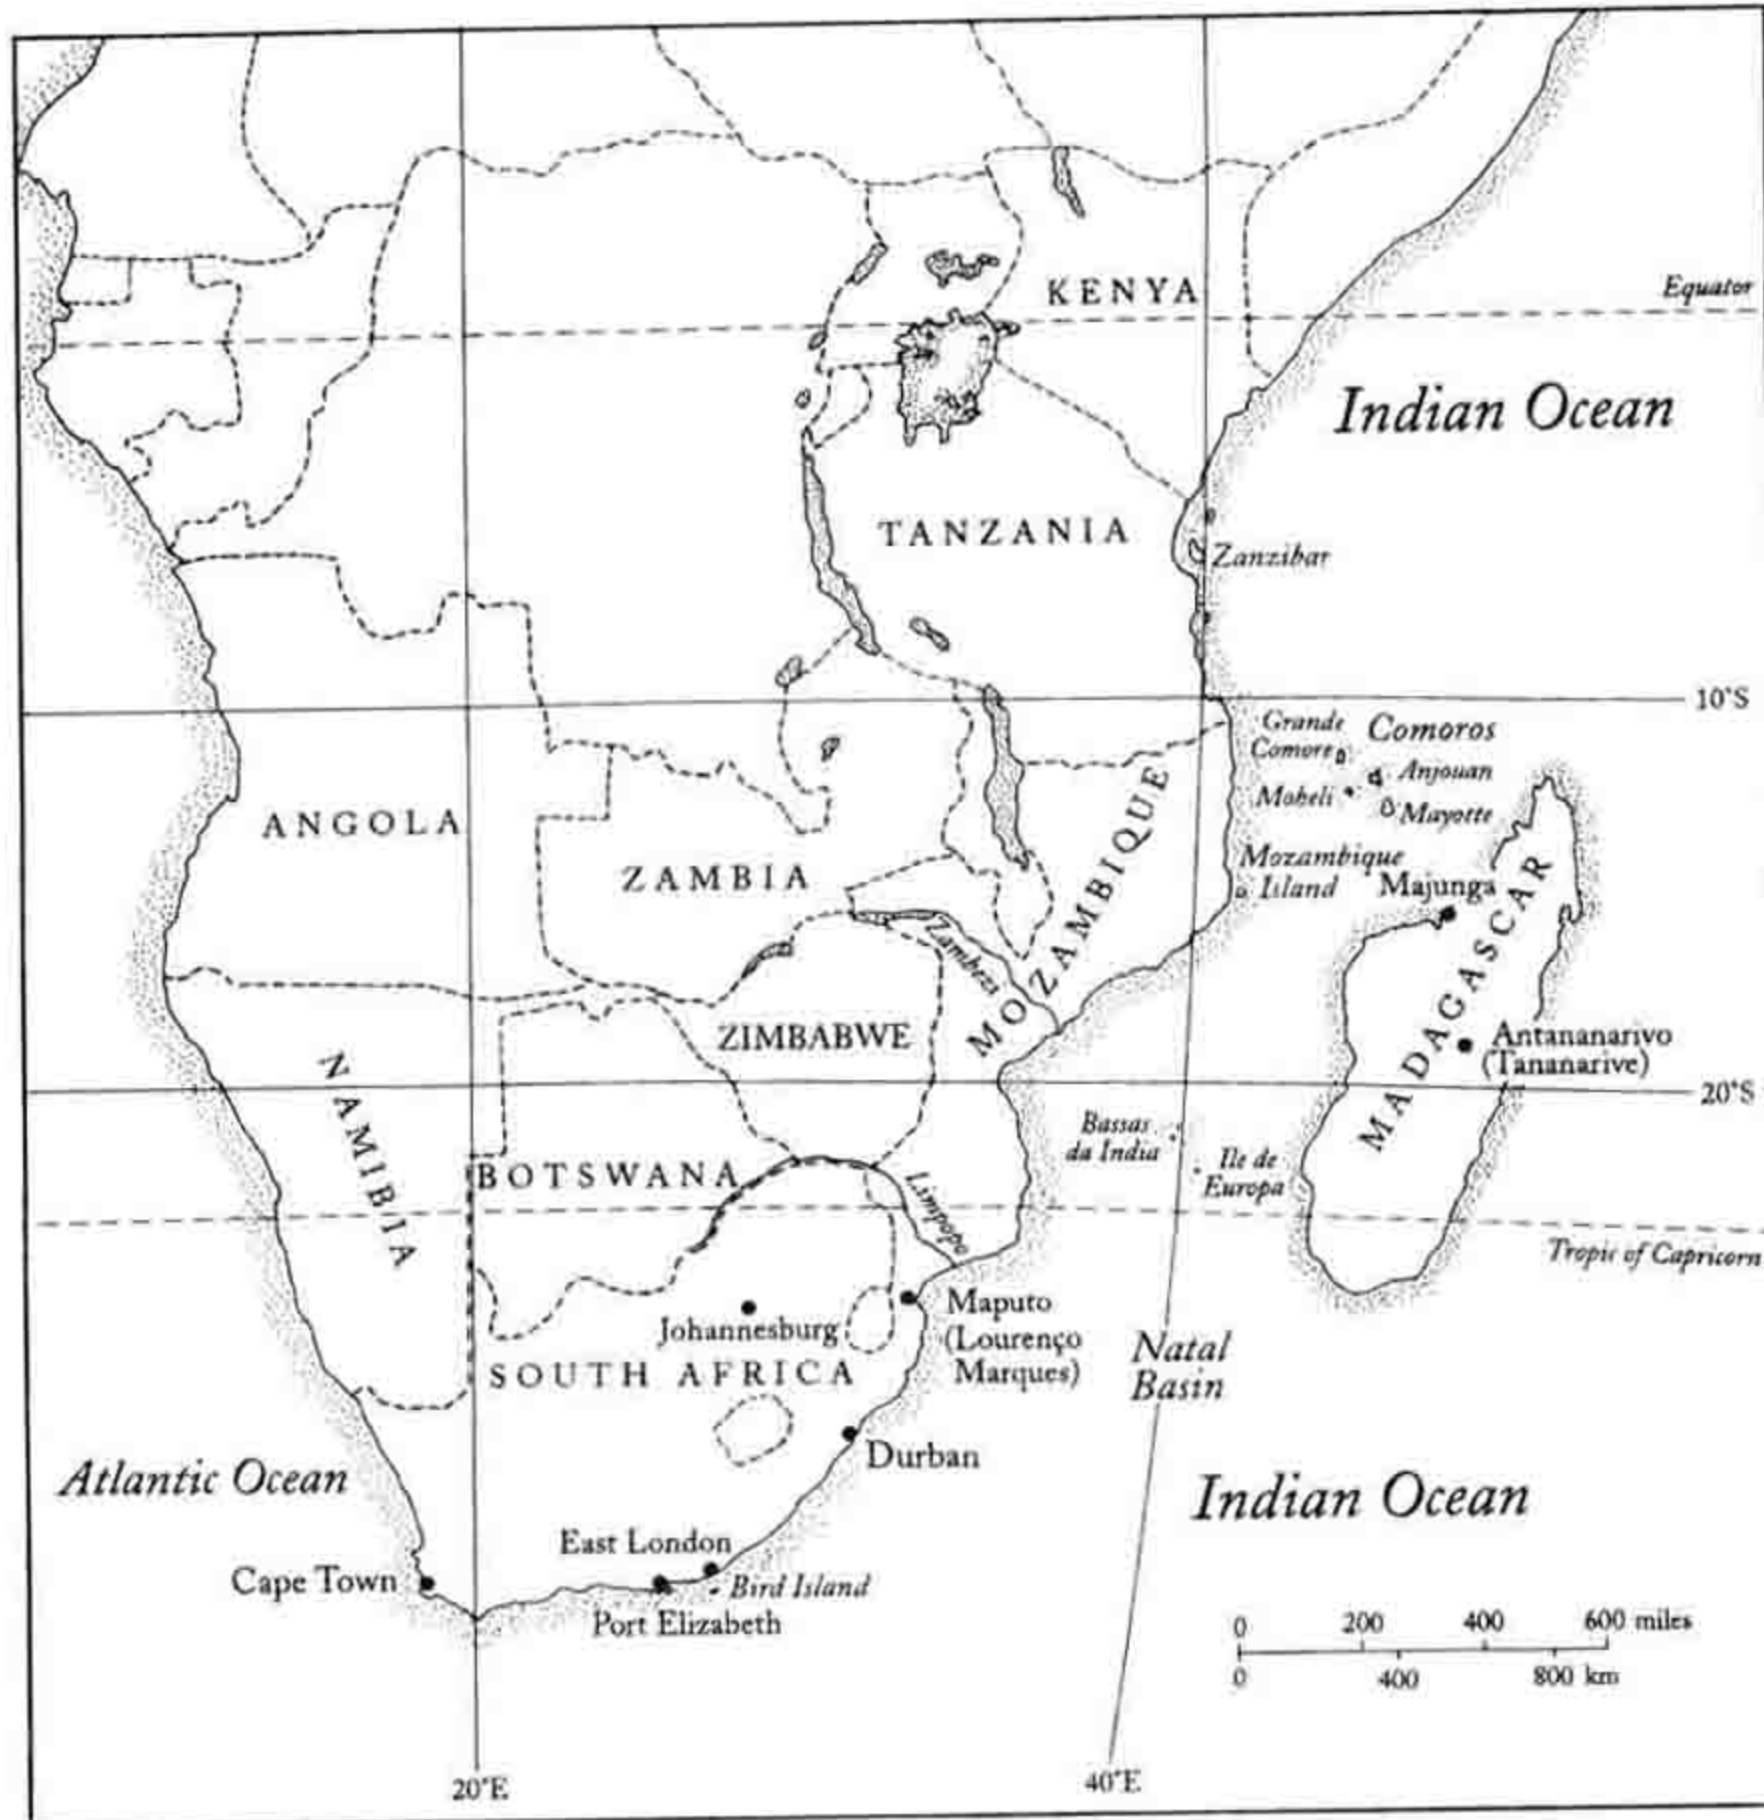 KENYA
Equator
Indian Ocean
TANZANIA
Zanzibar
10°S
Grande
Comore
Comoros
Anjouan
Moheli
Mayotte
ANGOLA
ZAMBIA
MOZAMBIQUE
Mozambique
Island
Majunga
MADAGASCAR
Zambezi
ZIMBABWE
Antananarivo
(Tananarive)
NAMIBIA
20°S
Bassas
da India
Ile de
Europa
BOTSWANA
Limpopo
Tropic of Capricorn
Johannesburg
Maputo
(Lourenço
Marques)
SOUTH AFRICA
Natal
Basin
Durban
Atlantic Ocean
Indian Ocean
East London
Cape Town
Bird Island
Port Elizabeth
0 200 400 600 miles
0 400 800 km
20°E
40°E